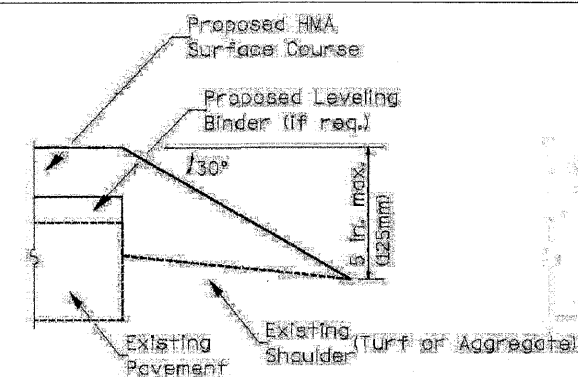 Proposed HMA
Surface Course
Proposed Leveling
Binder (if req.)
30°
5 in. max.
(125mm)
S
Existing
Pavement
Existing
Shoulder (Turf or Aggregate)